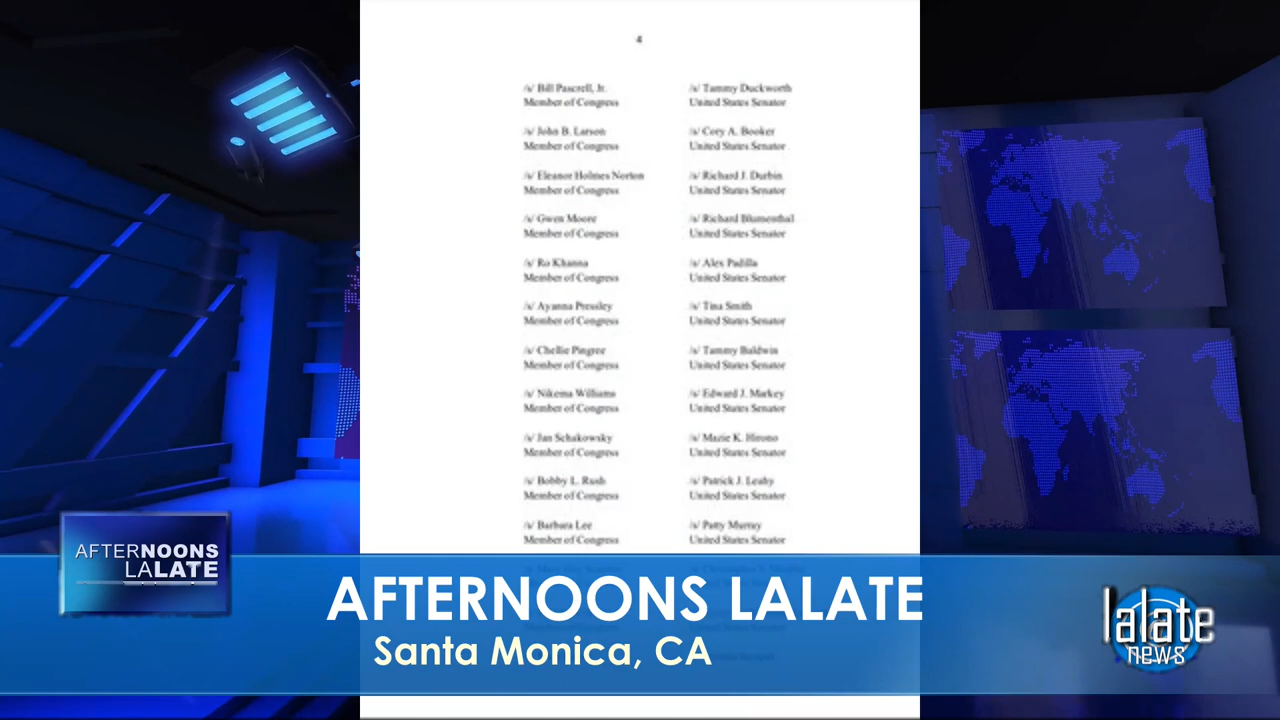 4
/s/ Bill Pascrell, Jr.
Member of Congress
/s/ John B. Larson
Member of Congress
/s/ Eleanor Holmes Norton
Member of Congress
/s/ Gwen Moore
Member of Congress
/s/ Ro Khanna
Member of Congress
/s/ Ayanna Pressley
Member of Congress
/s/ Chellie Pingree
Member of Congress
/s/ Nikema Williams
Member of Congress
/s/ Jan Schakowsky
Member of Congress
/s/ Bobby L. Rush
Member of Congress
/s/ Barbara Lee
Member of Congress
/s/ Tammy Duckworth
United States Senator
/s/ Cory A. Booker
United States Senator
/s/ Richard J. Durbin
United States Senator
/s/ Richard Blumenthal
United States Senator
/s/ Alex Padilla
United States Senator
/s/ Tina Smith
United States Senator
/s/ Tammy Baldwin
United States Senator
/s/ Edward J. Markey
United States Senator
/s/ Mazie K. Hirono
United States Senator
/s/ Patrick J. Leahy
United States Senator
/s/ Patty Murray
United States Senator
AFTERNOONS
LALATE
AFTERNOONS LALATE
Santa Monica, CA
lalate
news